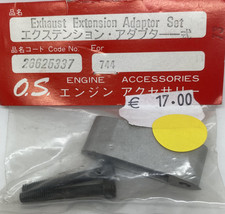 品名 Exhaust Extension Adaptor Set
エクステンション・アダプター一式
品名コード Code No. For
26625337 744
O.S. ENGINE ACCESSORIES
エンジン アクセサリー
€ 17.00